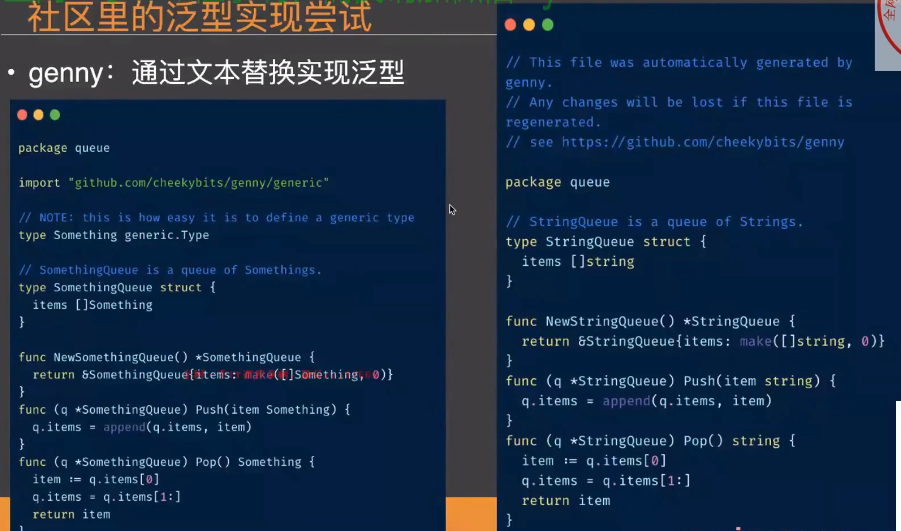 社区里的泛型实现尝试
• genny：通过文本替换实现泛型
package queue
import "github.com/cheekybits/genny/generic"
// NOTE: this is how easy it is to define a generic type
type Something generic.Type
// SomethingQueue is a queue of Somethings.
type SomethingQueue struct {
items []Something
}
func NewSomethingQueue() *SomethingQueue {
return &SomethingQueue{items: make([]Something, 0)}
}
func (q *SomethingQueue) Push(item Something) {
q.items = append(q.items, item)
}
func (q *SomethingQueue) Pop() Something {
item := q.items[0]
q.items = q.items[1:]
return item
}
// This file was automatically generated by
genny.
// Any changes will be lost if this file is
regenerated.
// see https://github.com/cheekybits/genny
package queue
// StringQueue is a queue of Strings.
type StringQueue struct {
items []string
}
func NewStringQueue() *StringQueue {
return &StringQueue{items: make([]string, 0)}
}
func (q *StringQueue) Push(item string) {
q.items = append(q.items, item)
}
func (q *StringQueue) Pop() string {
item := q.items[0]
q.items = q.items[1:]
return item
}